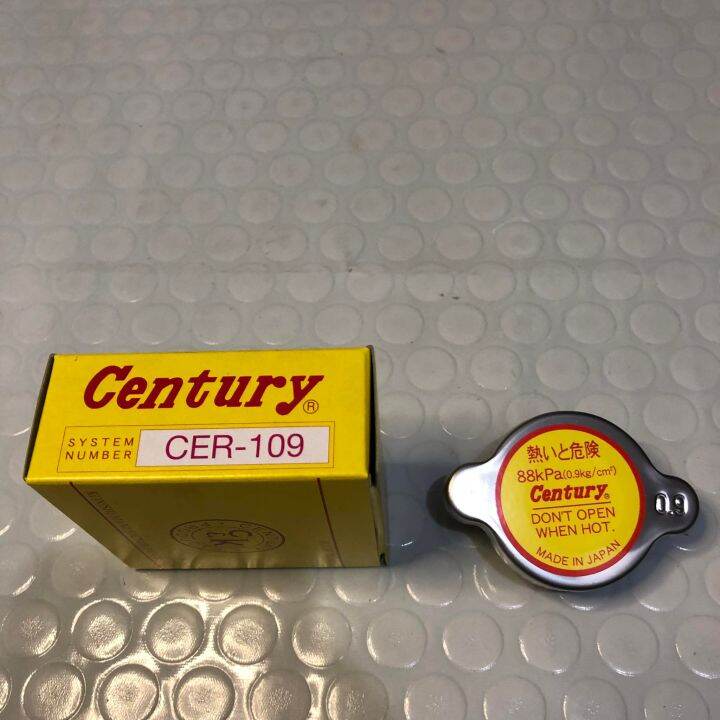 Century®
SYSTEM
NUMBER
CER-109
熱いと危険
88kPa(0.9kg/cm²)
Century®
DON'T OPEN
WHEN HOT.
MADE IN JAPAN
0.9